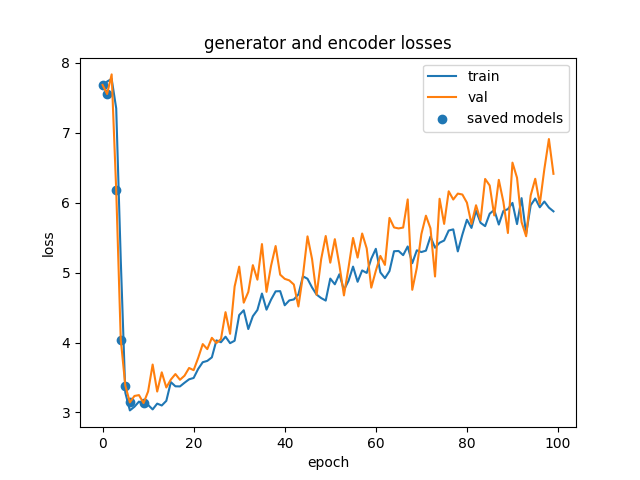 generator and encoder losses
train
val
saved models
8
7
6
5
4
3
loss
0
20
40
60
80
100
epoch